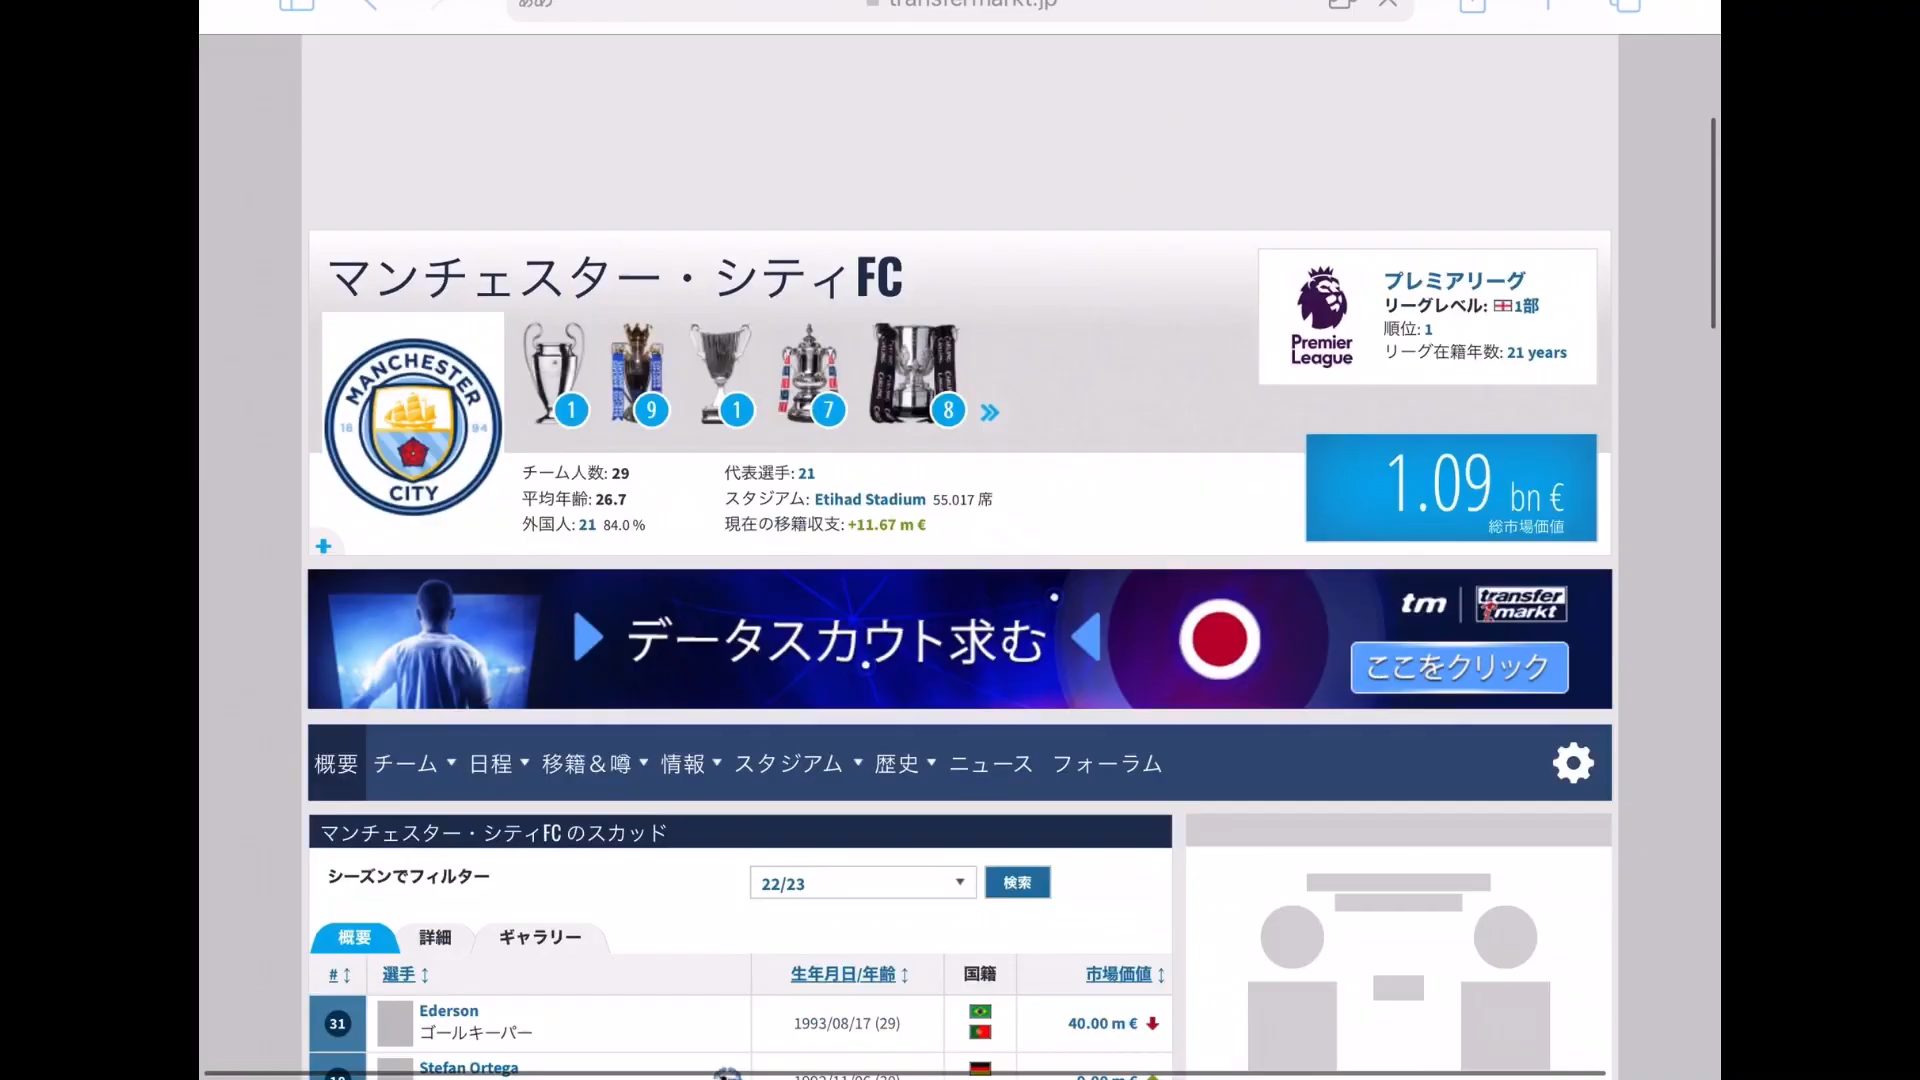 ああ
transfermarkt.jp
マンチェスター・シティFC
プレミアリーグ
リーグレベル: 1部
順位: 1
リーグ在籍年数: 21 years
Premier
League
MANCHESTER
18 94
CITY
1
9
1
7
8
チーム人数: 29
平均年齢: 26.7
外国人: 21 84.0 %
代表選手: 21
スタジアム: Etihad Stadium 55.017 席
現在の移籍収支: +11.67 m €
1.09 bn €
総市場価値
データスカウト求む
tm
transfer
markt
ここをクリック
概要 チーム 日程 移籍＆噂 情報 スタジアム 歴史 ニュース フォーラム
マンチェスター・シティFC のスカッド
シーズンでフィルター
22/23
検索
概要 詳細 ギャラリー
# 選手 生年月日/年齢 国籍 市場価値
31
Ederson
ゴールキーパー
1993/08/17 (29)
40.00 m €
Stefan Ortega